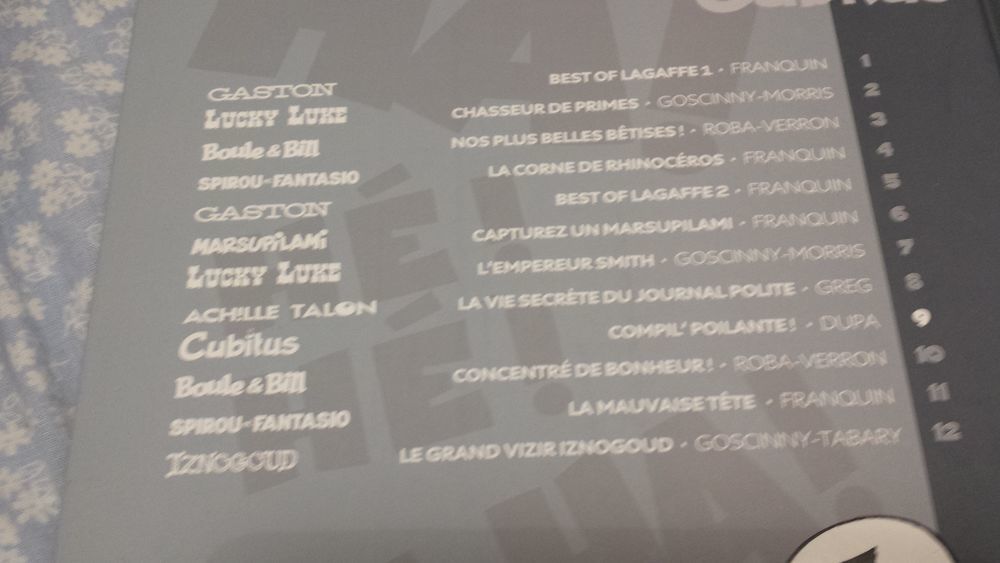 GASTON BEST OF LAGAFFE 1 • FRANQUIN 1
LUCKY LUKE CHASSEUR DE PRIMES • GOSCINNY-MORRIS 2
Boule & Bill NOS PLUS BELLES BÊTISES ! • ROBA-VERRON 3
SPIROU ET FANTASIO LA CORNE DE RHINOCÉROS • FRANQUIN 4
GASTON BEST OF LAGAFFE 2 • FRANQUIN 5
MARSUPILAMI CAPTUREZ UN MARSUPILAMI • FRANQUIN 6
LUCKY LUKE L'EMPEREUR SMITH • GOSCINNY-MORRIS 7
ACHILLE TALON LA VIE SECRÈTE DU JOURNAL POLITE • GREG 8
Cubitus COMPIL' POILANTE ! • DUPA 9
Boule & Bill CONCENTRÉ DE BONHEUR ! • ROBA-VERRON 10
SPIROU ET FANTASIO LA MAUVAISE TÊTE • FRANQUIN 11
IZNOGOUD LE GRAND VIZIR IZNOGOUD • GOSCINNY-TABARY 12
HÉ !
HÉ !